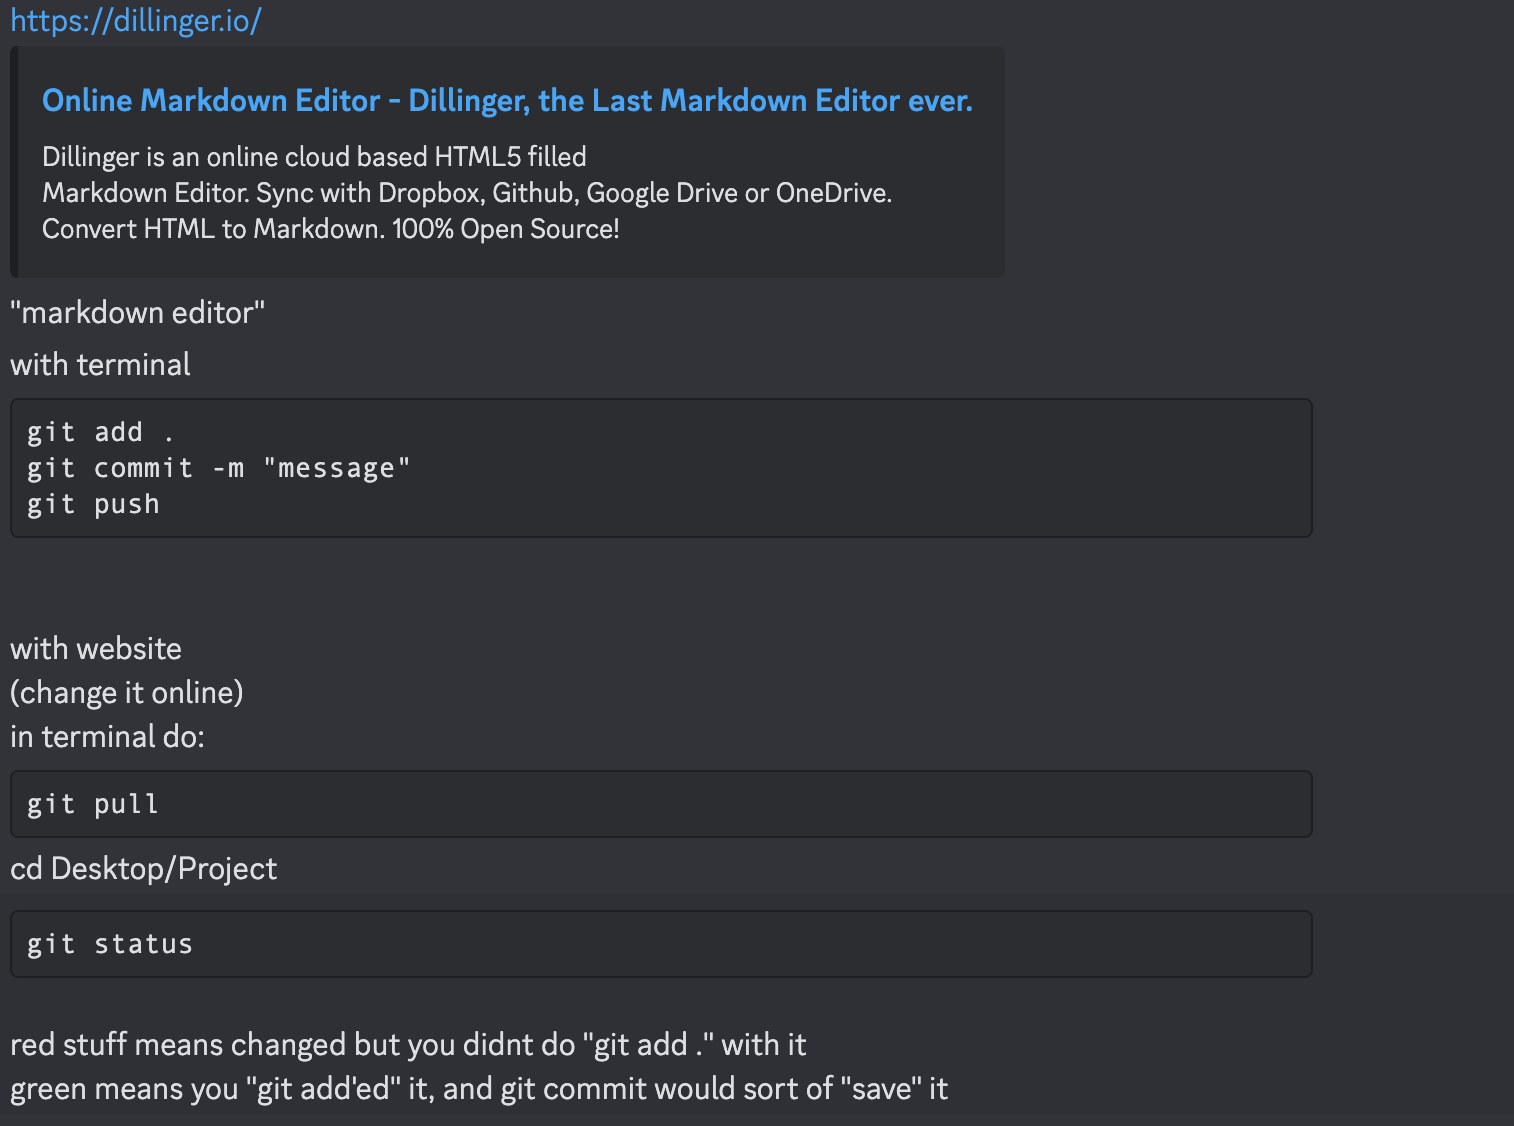 https://dillinger.io/
Online Markdown Editor - Dillinger, the Last Markdown Editor ever.
Dillinger is an online cloud based HTML5 filled
Markdown Editor. Sync with Dropbox, Github, Google Drive or OneDrive.
Convert HTML to Markdown. 100% Open Source!
"markdown editor"
with terminal
git add .
git commit -m "message"
git push
with website
(change it online)
in terminal do:
git pull
cd Desktop/Project
git status
red stuff means changed but you didnt do "git add ." with it
green means you "git add'ed" it, and git commit would sort of "save" it